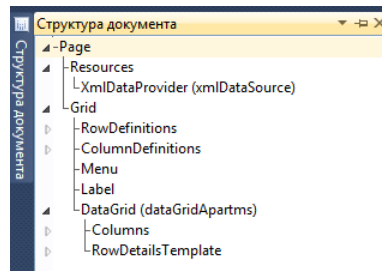 Структура документа
Структура документа
Page
Resources
XmlDataProvider (xmlDataSource)
Grid
RowDefinitions
ColumnDefinitions
Menu
Label
DataGrid (dataGridApartms)
Columns
RowDetailsTemplate